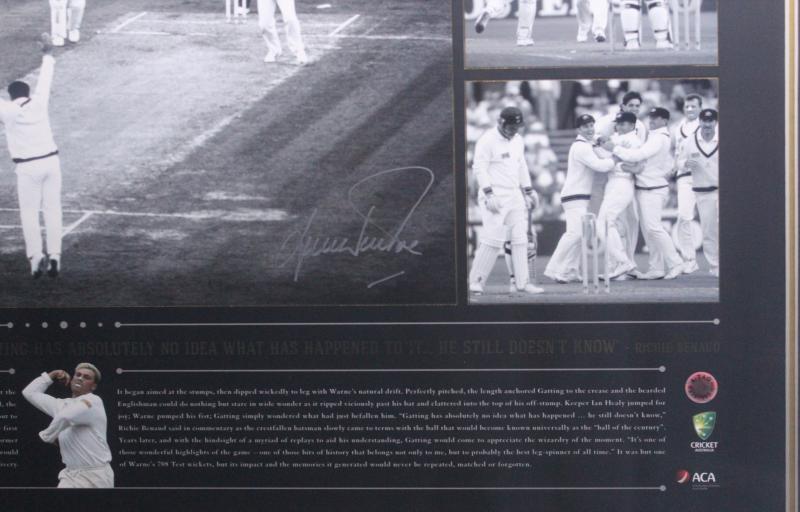 Shane Warne
ING HAS ABSOLUTELY NO IDEA WHAT HAS HAPPENED TO IT. HE STILL DOESN'T KNOW" - RICHIE BENAUD
It began aimed at the stumps, then dipped wickedly to leg with Warne's natural drift. Perfectly pitched, the length anchored Gatting to the crease and the bearded
Englishman could do nothing but stare in wide wonder as it ripped viciously past his bat and clattered into the top of his off-stump. Keeper Ian Healy jumped for
joy; Warne pumped his fist; Gatting simply wondered what had just befallen him. "Gatting has absolutely no idea what has happened ... he still doesn't know,"
Richie Benaud said in commentary as the crestfallen batsman slowly came to terms with the ball that would become known universally as the "ball of the century".
Years later, and with the hindsight of a myriad of replays to aid his understanding, Gatting would come to appreciate the wizardry of the moment. "It's one of
those wonderful highlights of the game – one of those bits of history that belongs not only to me, but to probably the best leg-spinner of all time." It was but one
of Warne's 708 Test wickets, but its impact and the memories it generated would never be repeated, matched or forgotten.
CRICKET
AUSTRALIA
ACA